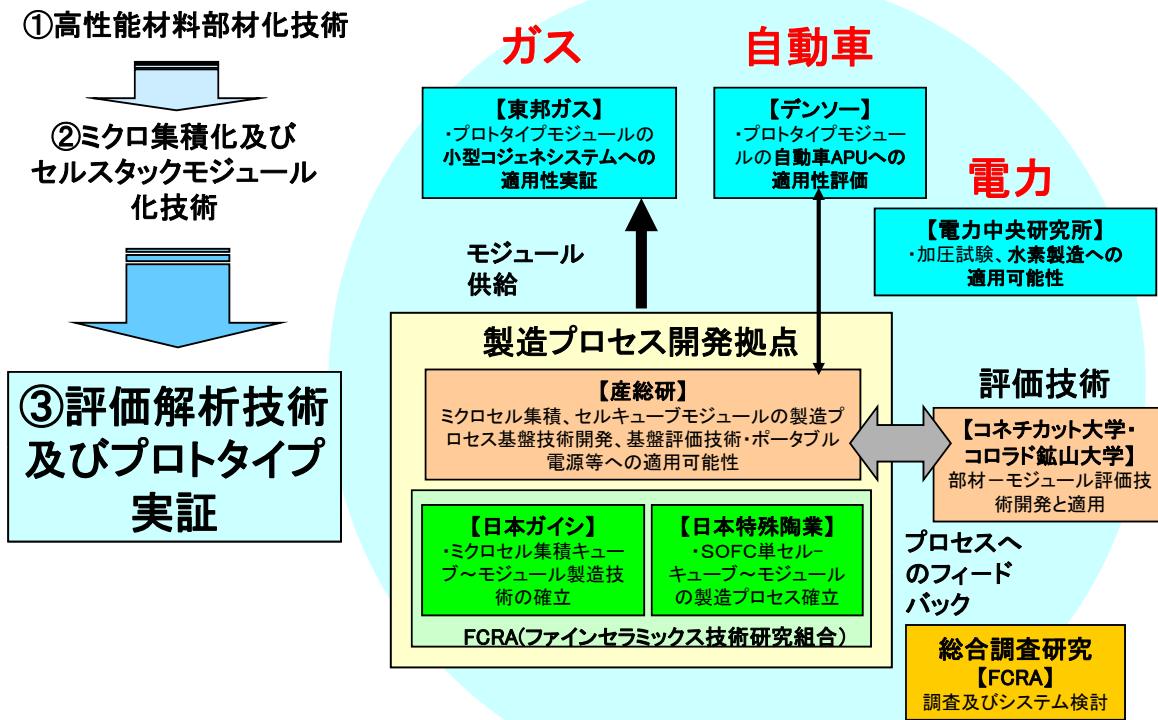 ①高性能材料部材化技術
②ミクロ集積化及び
セルスタックモジュール
化技術
③評価解析技術
及びプロトタイプ
実証
ガス
【東邦ガス】
・プロトタイプモジュールの
小型コジェネシステムへの
適用性実証
自動車
【デンソー】
・プロトタイプモジュー
ルの自動車APUへの
適用性評価
電力
【電力中央研究所】
・加圧試験、水素製造への
適用可能性
モジュール
供給
製造プロセス開発拠点
【産総研】
ミクロセル集積、セルキューブモジュールの製造プ
ロセス基盤技術開発、基盤評価技術・ポータブル
電源等への適用可能性
【日本ガイシ】
・ミクロセル集積キュー
ブ～モジュール製造技
術の確立
【日本特殊陶業】
・SOFC単セル−
キューブ～モジュール
の製造プロセス確立
FCRA(ファインセラミックス技術研究組合)
評価技術
【コネチカット大学・
コロラド鉱山大学】
部材－モジュール評価技
術開発と適用
プロセスへ
のフィード
バック
総合調査研究
【FCRA】
調査及びシステム検討